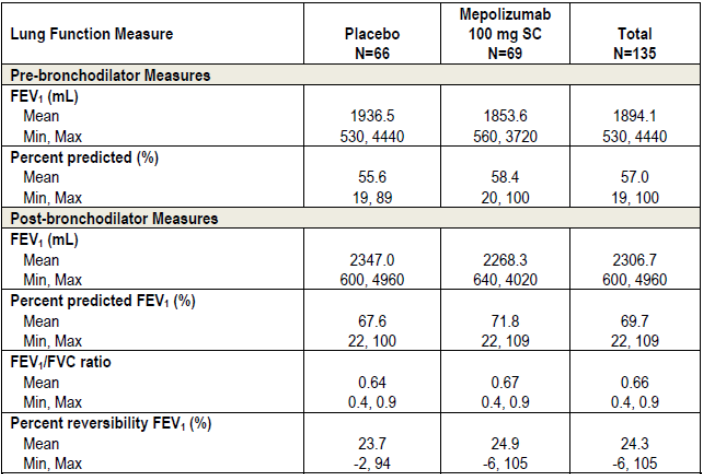 Lung Function Measure Placebo N=66 Mepolizumab 100 mg SC N=69 Total N=135
Pre-bronchodilator Measures
FEV₁ (mL)
Mean 1936.5 1853.6 1894.1
Min, Max 530, 4440 560, 3720 530, 4440
Percent predicted (%)
Mean 55.6 58.4 57.0
Min, Max 19, 89 20, 100 19, 100
Post-bronchodilator Measures
FEV₁ (mL)
Mean 2347.0 2268.3 2306.7
Min, Max 600, 4960 640, 4020 600, 4960
Percent predicted FEV₁ (%)
Mean 67.6 71.8 69.7
Min, Max 22, 100 22, 109 22, 109
FEV₁/FVC ratio
Mean 0.64 0.67 0.66
Min, Max 0.4, 0.9 0.4, 0.9 0.4, 0.9
Percent reversibility FEV₁ (%)
Mean 23.7 24.9 24.3
Min, Max -2, 94 -6, 105 -6, 105